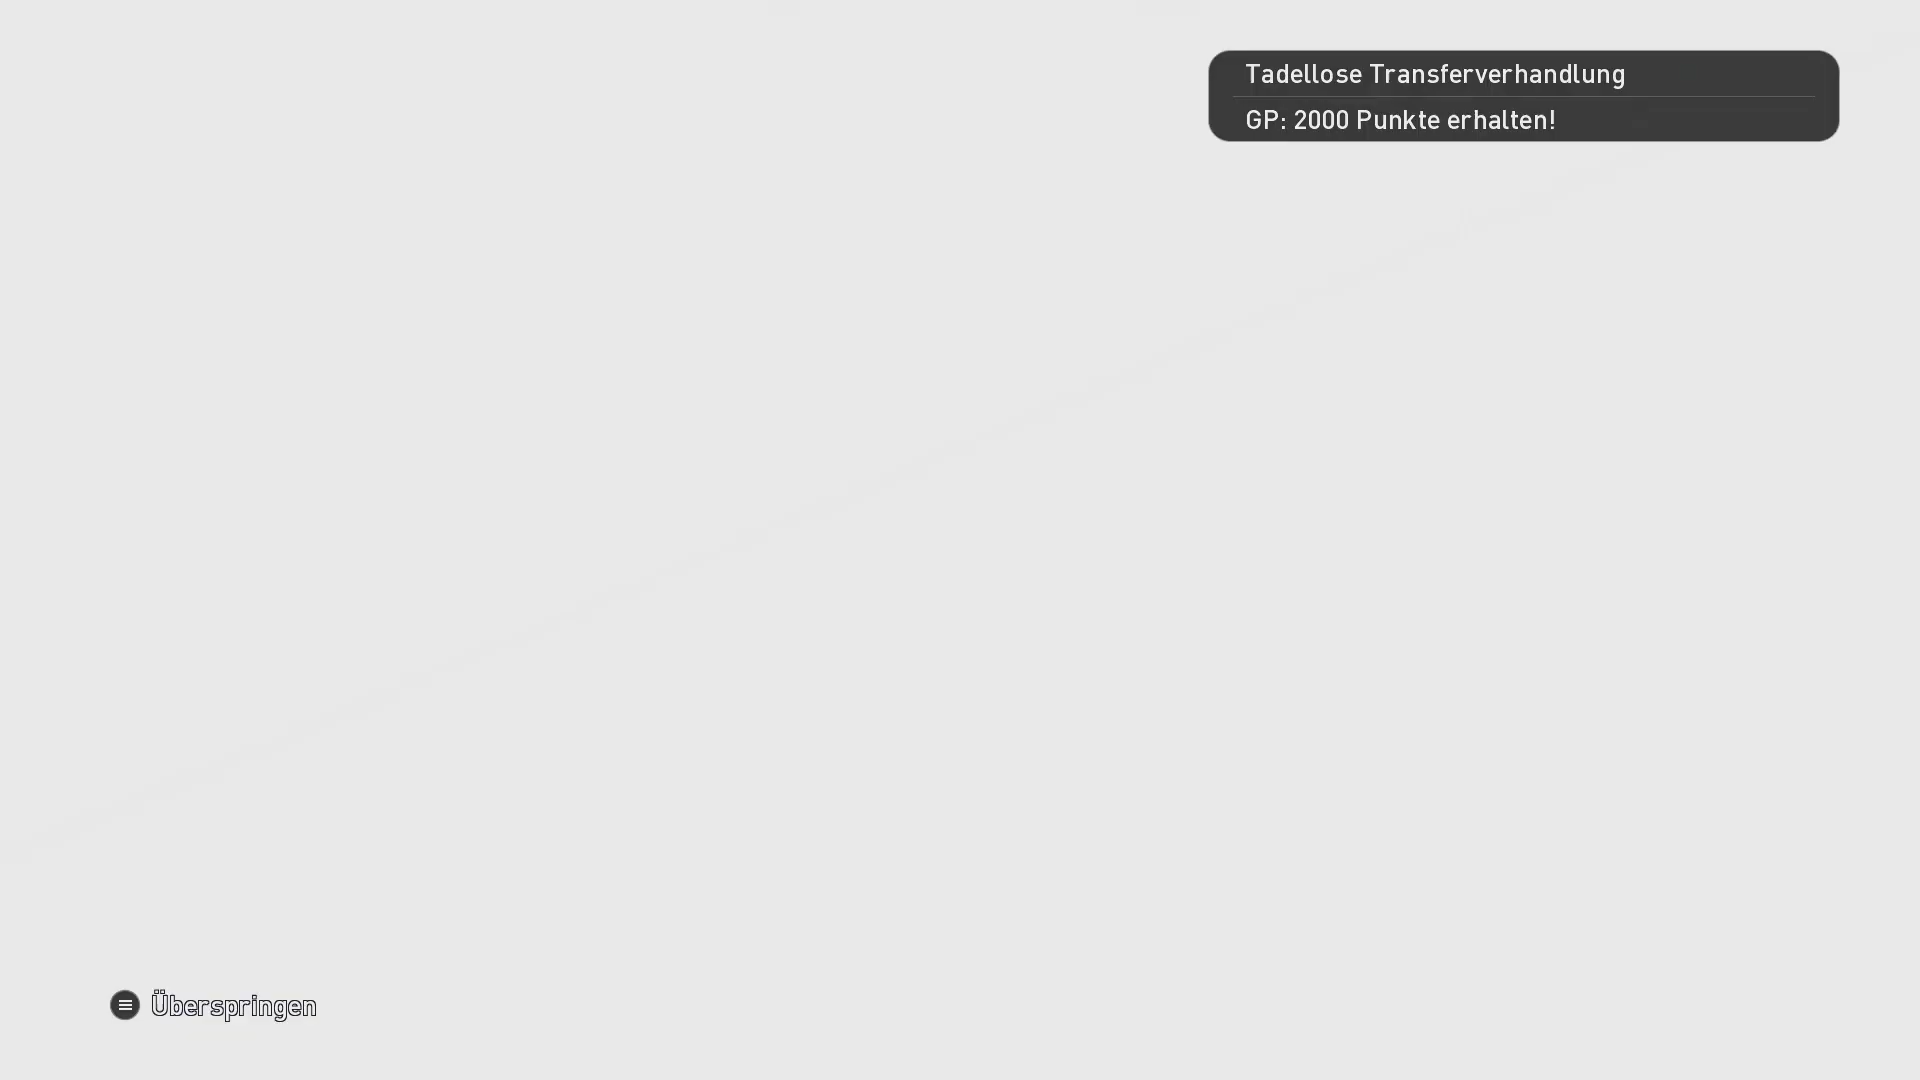 Tadellose Transferverhandlung
GP: 2000 Punkte erhalten!
Überspringen